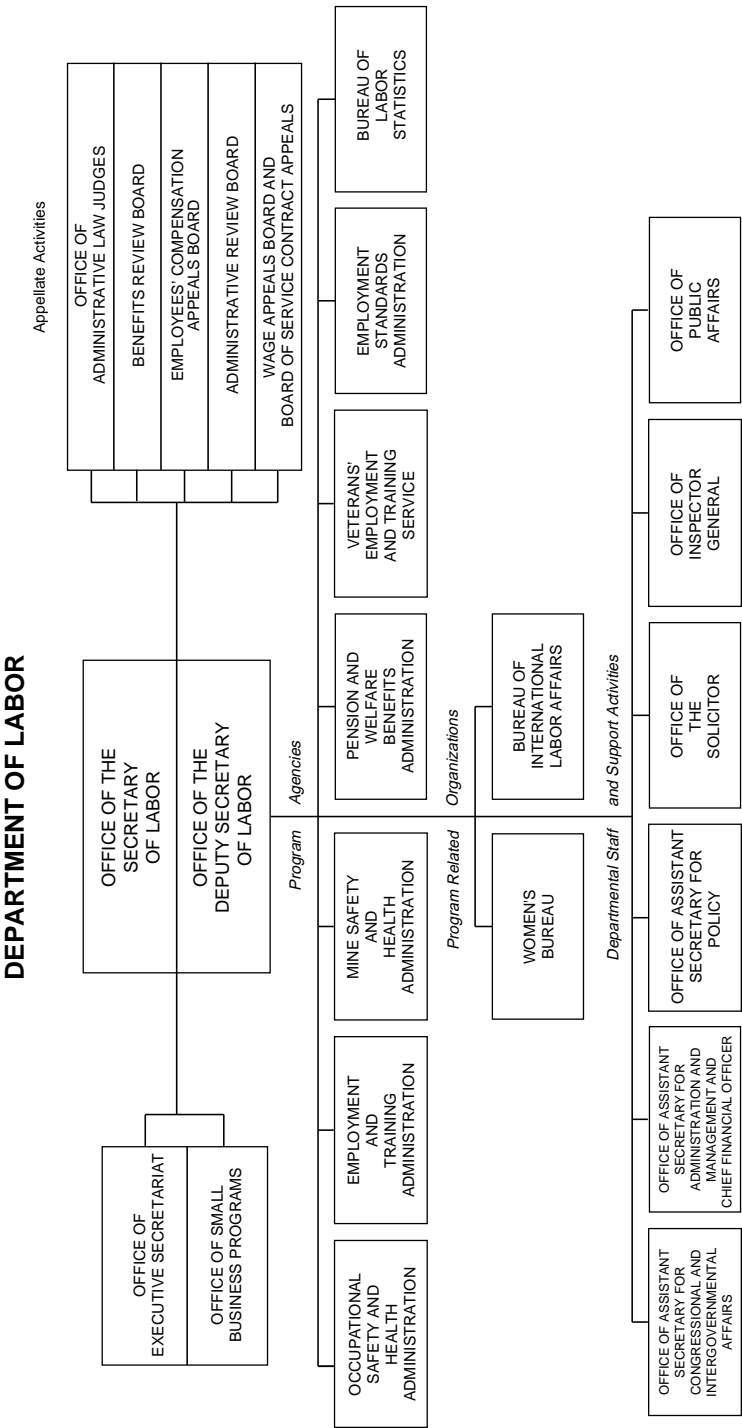 DEPARTMENT OF LABOR
OFFICE OF
EXECUTIVE SECRETARIAT
OFFICE OF SMALL
BUSINESS PROGRAMS
OFFICE OF THE
SECRETARY
OF LABOR
OFFICE OF THE
DEPUTY SECRETARY
OF LABOR
Appellate Activities
OFFICE OF
ADMINISTRATIVE LAW JUDGES
BENEFITS REVIEW BOARD
EMPLOYEES' COMPENSATION
APPEALS BOARD
ADMINISTRATIVE REVIEW BOARD
WAGE APPEALS BOARD AND
BOARD OF SERVICE CONTRACT APPEALS
Program Agencies
OCCUPATIONAL
SAFETY AND
HEALTH
ADMINISTRATION
EMPLOYMENT
AND
TRAINING
ADMINISTRATION
MINE SAFETY
AND
HEALTH
ADMINISTRATION
PENSION AND
WELFARE
BENEFITS
ADMINISTRATION
VETERANS'
EMPLOYMENT
AND TRAINING
SERVICE
EMPLOYMENT
STANDARDS
ADMINISTRATION
BUREAU OF
LABOR
STATISTICS
Program Related Organizations
WOMEN'S
BUREAU
BUREAU OF
INTERNATIONAL
LABOR AFFAIRS
Departmental Staff and Support Activities
OFFICE OF ASSISTANT
SECRETARY FOR
CONGRESSIONAL AND
INTERGOVERNMENTAL
AFFAIRS
OFFICE OF ASSISTANT
SECRETARY FOR
ADMINISTRATION AND
MANAGEMENT AND
CHIEF FINANCIAL OFFICER
OFFICE OF ASSISTANT
SECRETARY FOR
POLICY
OFFICE OF
THE
SOLICITOR
OFFICE OF
INSPECTOR
GENERAL
OFFICE OF
PUBLIC
AFFAIRS